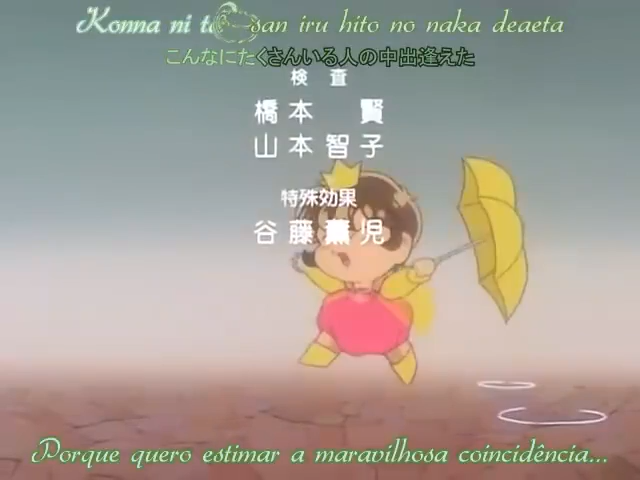 Konna ni ta san iru hito no naka deaeta
こんなにたくさんいる人の中出逢えた
検 査
橋本 賢
山本智子
特殊効果
谷藤薫児
Porque quero estimar a maravilhosa coincidência...